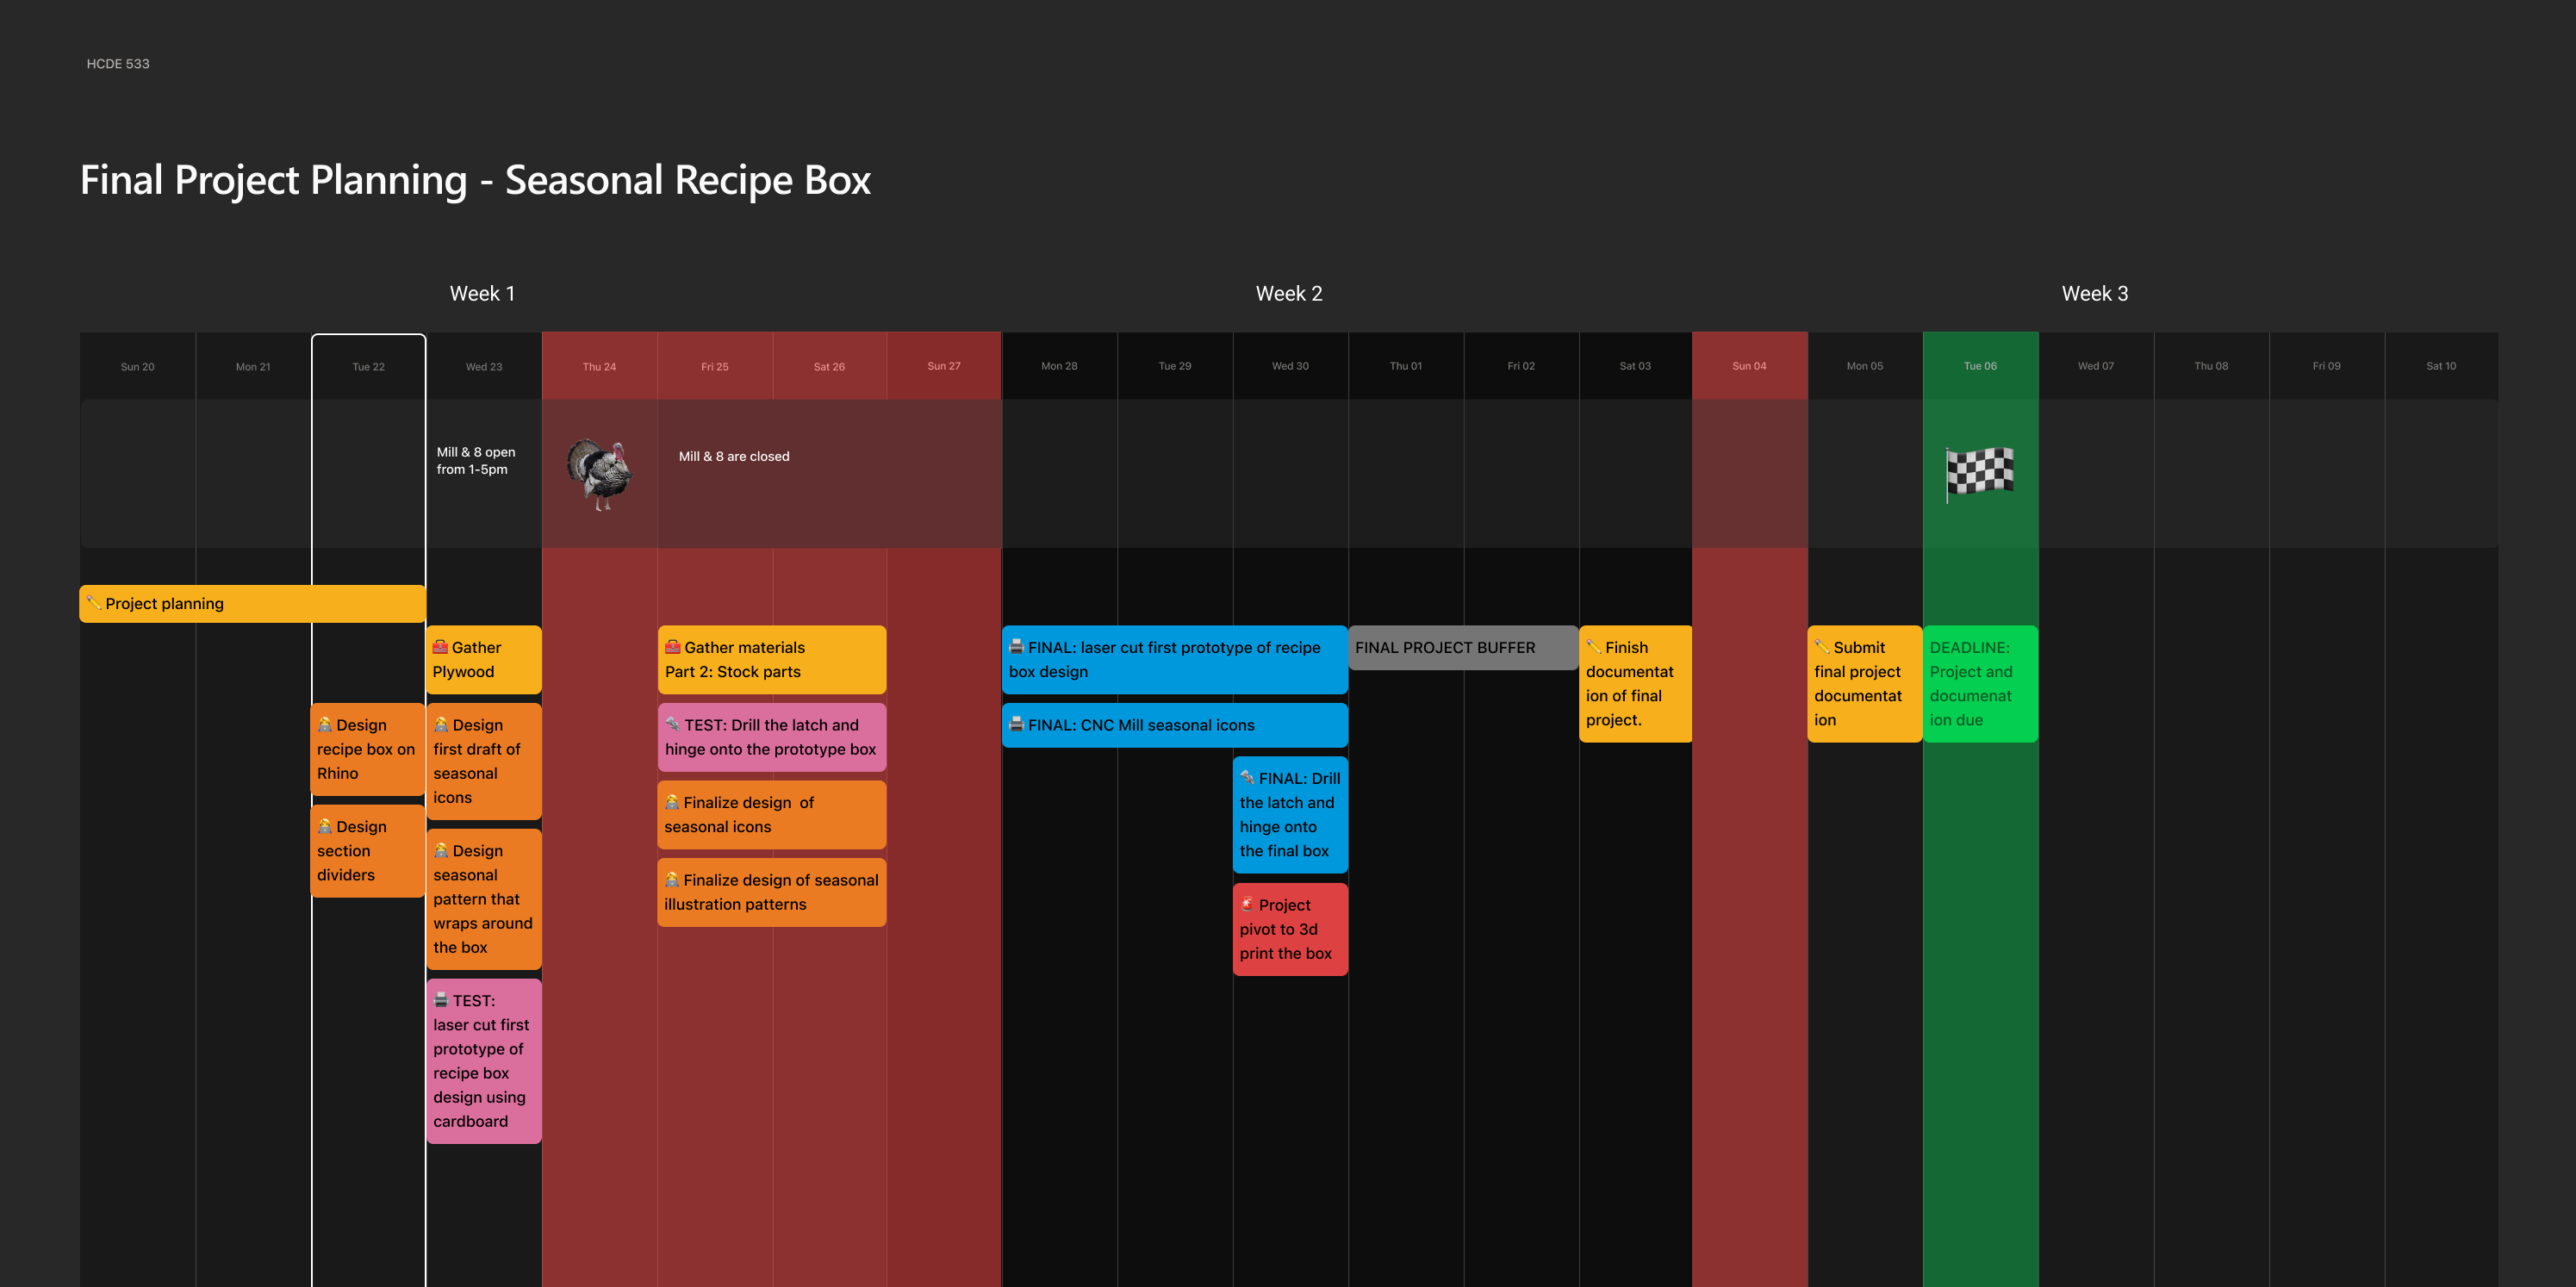 HCDE 533
Final Project Planning - Seasonal Recipe Box
Week 1
Week 2
Week 3
Sun 20
Mon 21
Tue 22
Wed 23
Thu 24
Fri 25
Sat 26
Sun 27
Mon 28
Tue 29
Wed 30
Thu 01
Fri 02
Sat 03
Sun 04
Mon 05
Tue 06
Wed 07
Thu 08
Fri 09
Sat 10
Mill & 8 open
from 1-5pm
Mill & 8 are closed
Project planning
Gather
Plywood
Gather materials
Part 2: Stock parts
FINAL: laser cut first prototype of recipe
box design
FINAL PROJECT BUFFER
Finish
documentat
ion of final
project.
Submit
final project
documentat
ion
DEADLINE:
Project and
documenat
ion due
Design
recipe box on
Rhino
Design
first draft of
seasonal
icons
TEST: Drill the latch and
hinge onto the prototype box
FINAL: CNC Mill seasonal icons
FINAL: Drill
the latch and
hinge onto
the final box
Finalize design  of
seasonal icons
Design
section
dividers
Design
seasonal
pattern that
wraps around
the box
Finalize design of seasonal
illustration patterns
Project
pivot to 3d
print the box
TEST:
laser cut first
prototype of
recipe box
design using
cardboard